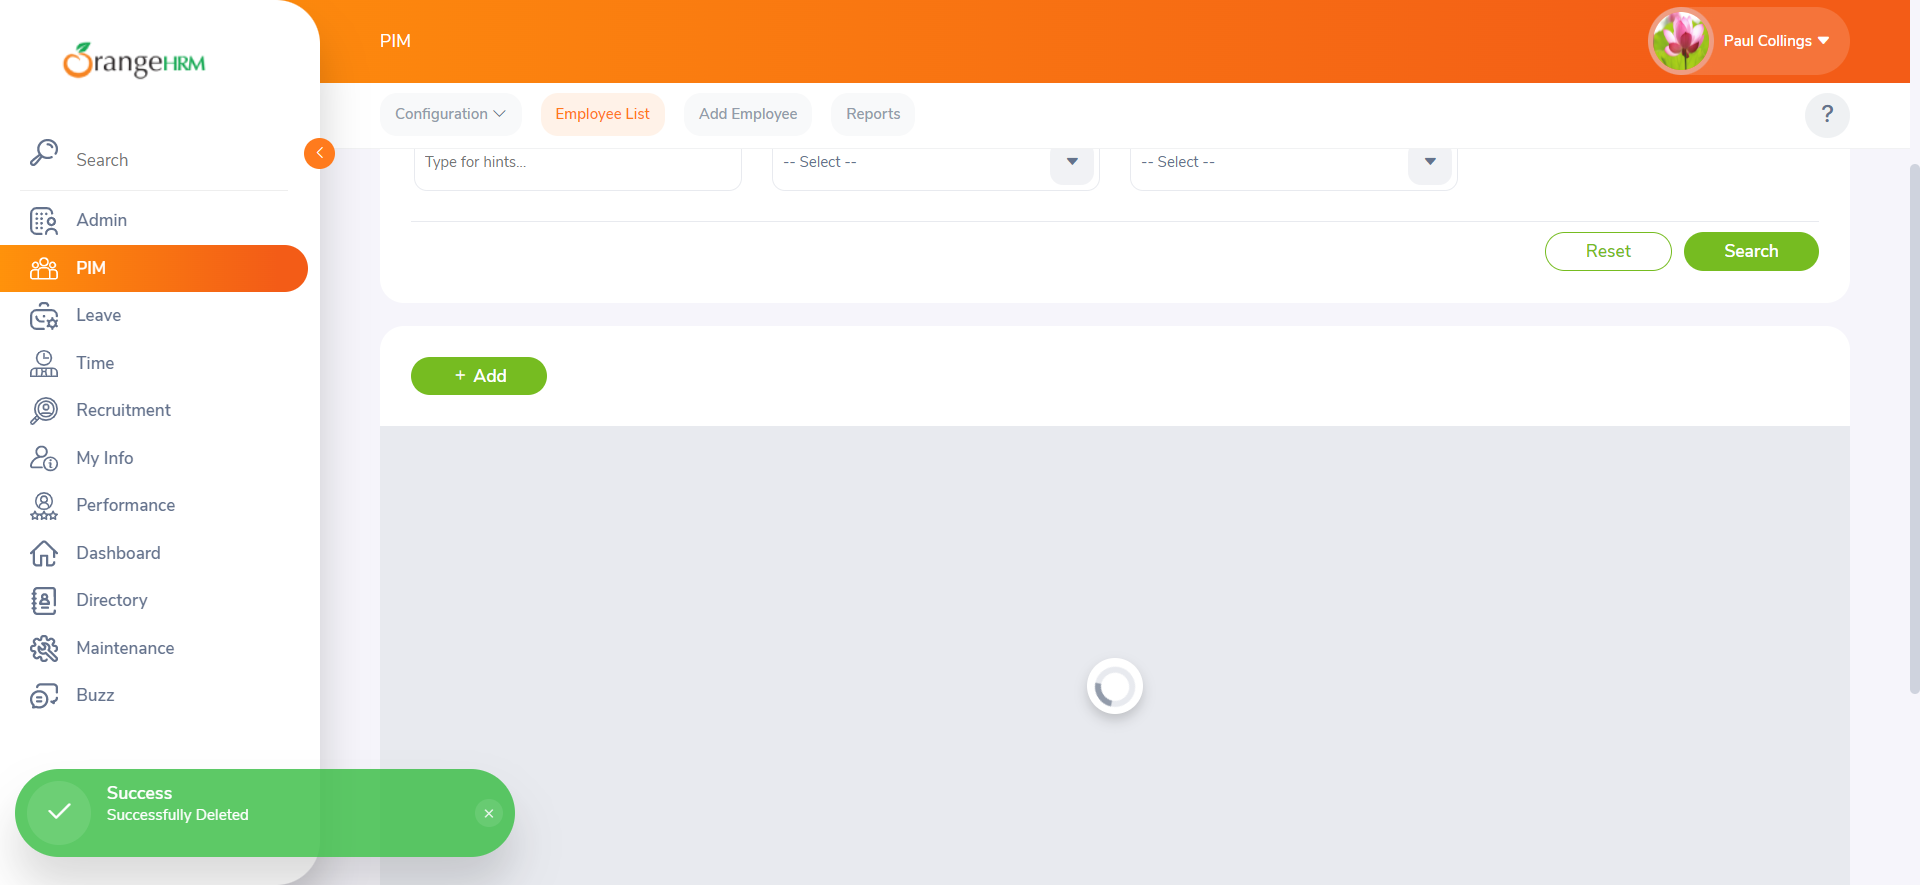 OrangeHRM
PIM
Paul Collings
Configuration
Employee List
Add Employee
Reports
?
Search
Type for hints...
-- Select --
-- Select --
Reset
Search
Admin
PIM
Leave
Time
Recruitment
My Info
Performance
Dashboard
Directory
Maintenance
Buzz
+ Add
Success
Successfully Deleted